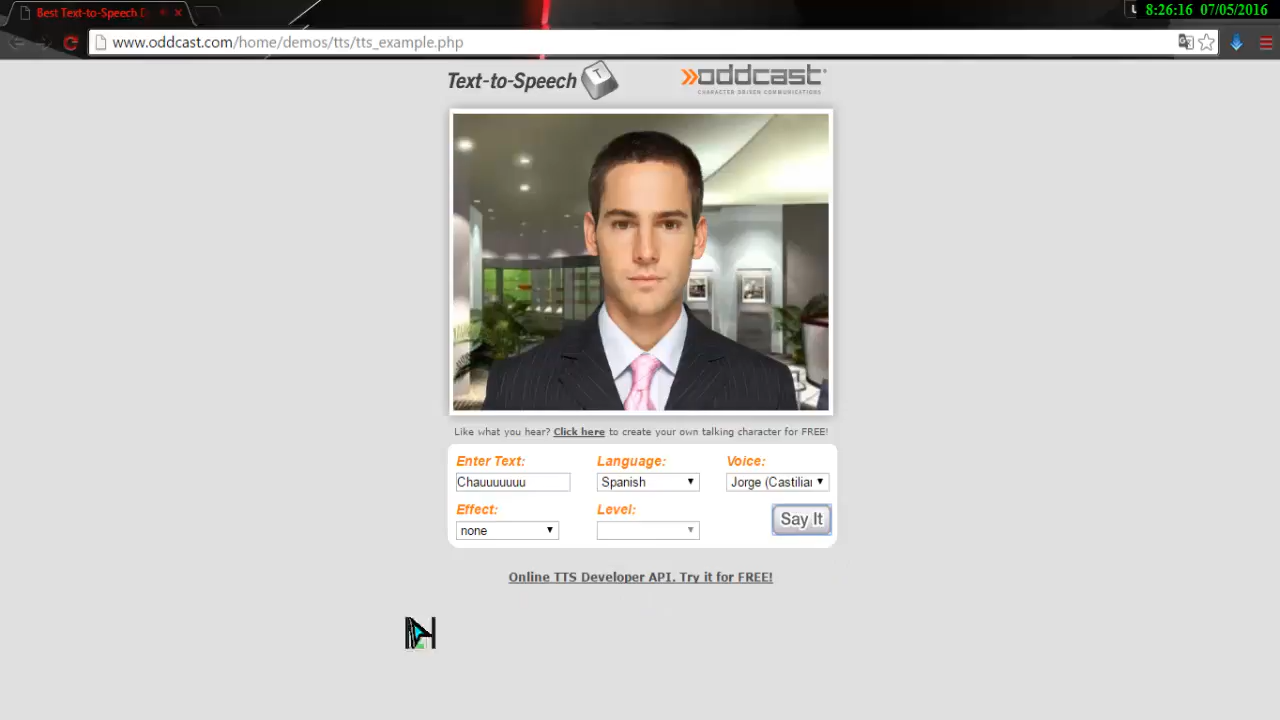 Best Text-to-Speech D
8:26:16 07/05/2016
www.oddcast.com/home/demos/tts/tts_example.php
Text-to-Speech T
oddcast
CHARACTER DRIVEN COMMUNICATIONS
Like what you hear? Click here to create your own talking character for FREE!
Enter Text: Language: Voice:
Chauuuuuuu Spanish Jorge (Castilian
Effect: Level:
none
Say It
Online TTS Developer API. Try it for FREE!